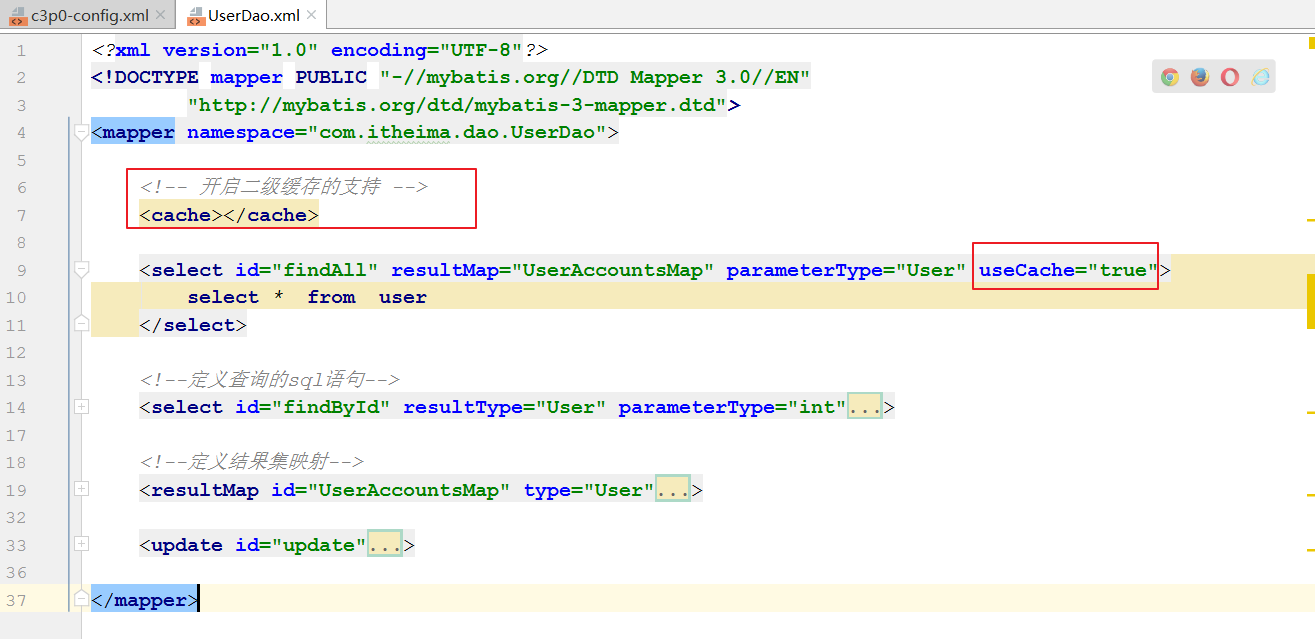 c3p0-config.xml UserDao.xml
1 <?xml version="1.0" encoding="UTF-8"?>
2 <!DOCTYPE mapper PUBLIC "-//mybatis.org//DTD Mapper 3.0//EN"
3 "http://mybatis.org/dtd/mybatis-3-mapper.dtd">
4 <mapper namespace="com.itheima.dao.UserDao">
5
6 <!-- 开启二级缓存的支持 -->
7 <cache></cache>
8
9 <select id="findAll" resultMap="UserAccountsMap" parameterType="User" useCache="true">
10 select * from user
11 </select>
12
13 <!--定义查询的sql语句-->
14 <select id="findById" resultType="User" parameterType="int"...>
17
18 <!--定义结果集映射-->
19 <resultMap id="UserAccountsMap" type="User"...>
32
33 <update id="update"...>
36
37 </mapper>